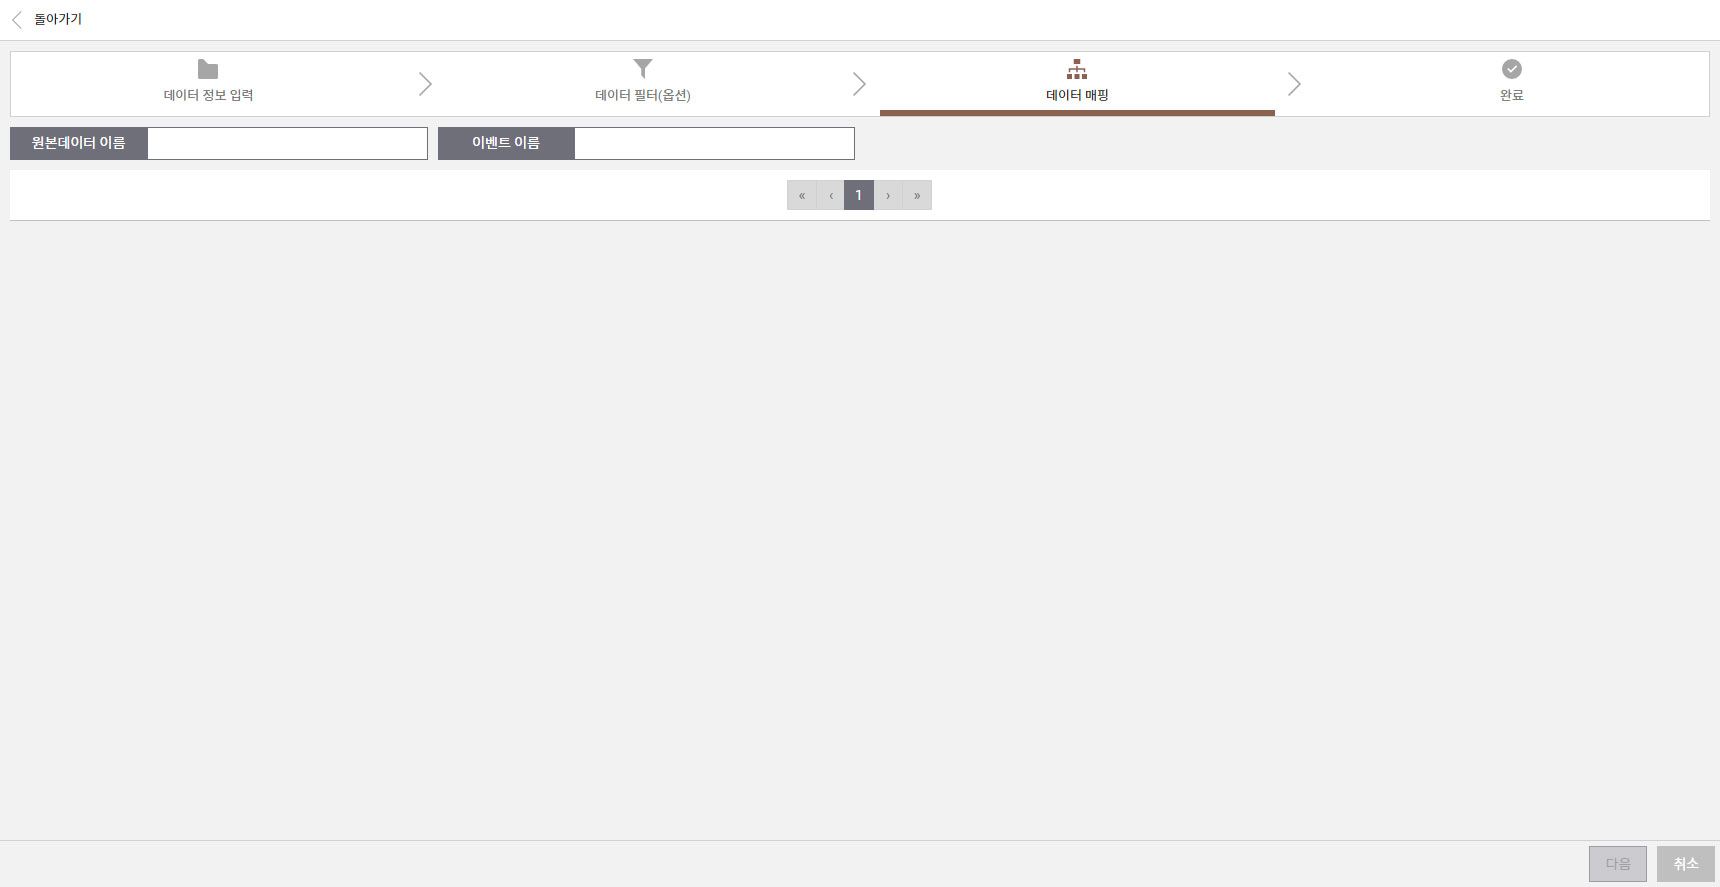 돌아가기
데이터 정보 입력
데이터 필터(옵션)
데이터 매핑
완료
원본데이터 이름
이벤트 이름
« ‹ 1 › »
다음 취소